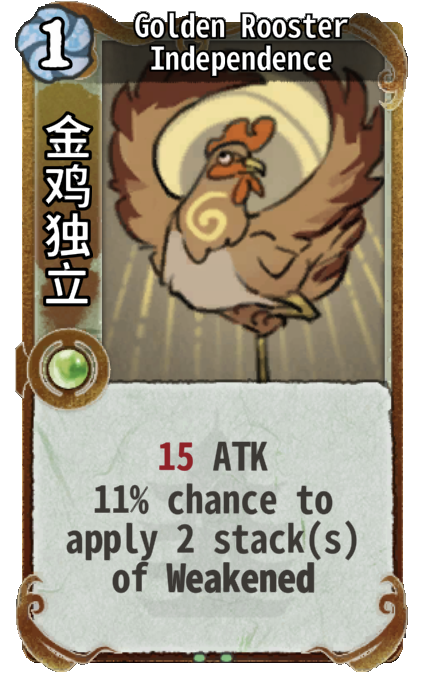 1
Golden Rooster
Independence
金鸡独立
15 ATK
11% chance to
apply 2 stack(s)
of Weakened